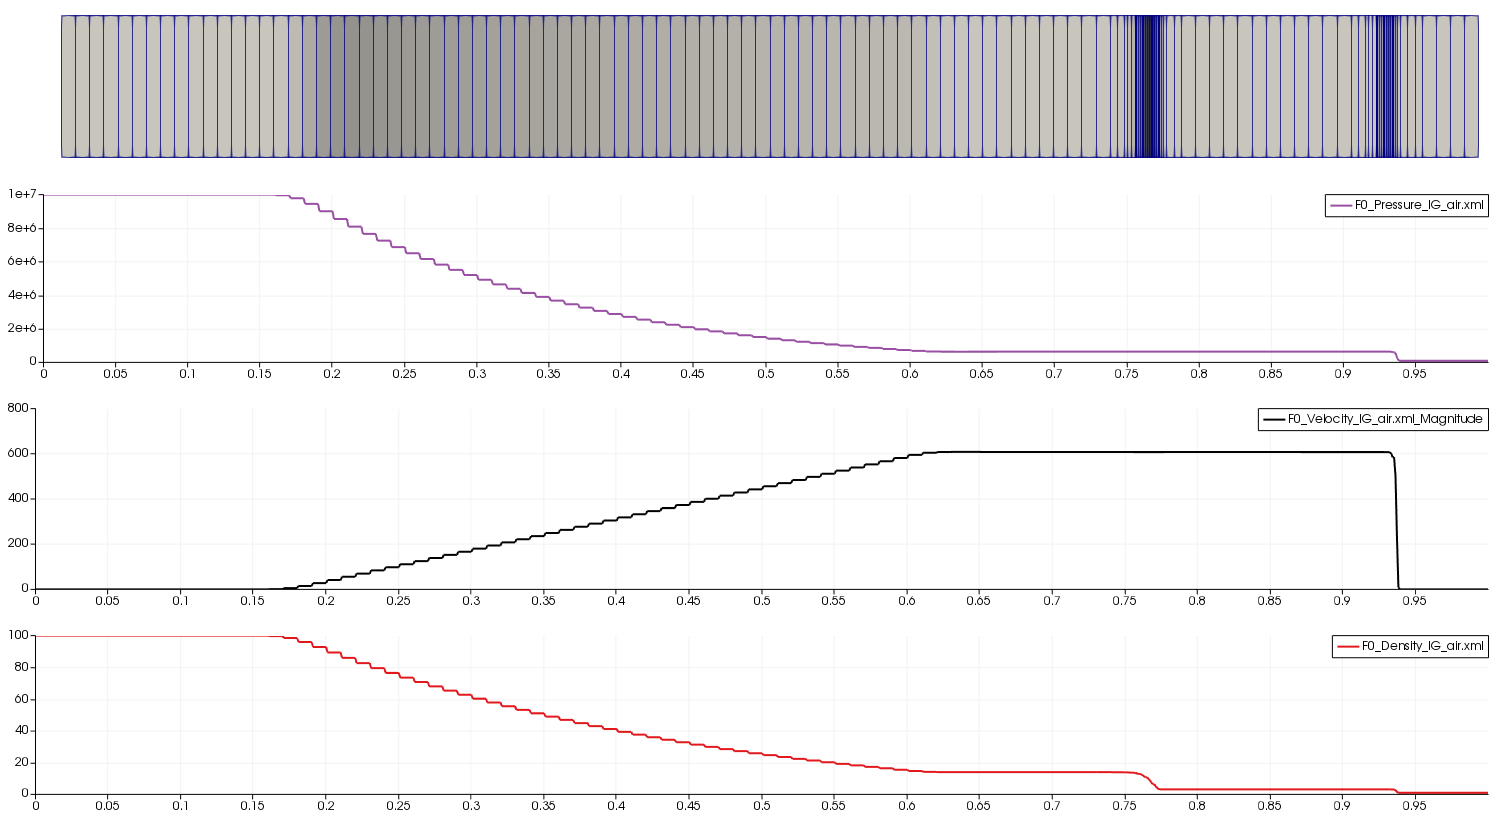 1e+7
F0_Pressure_IG_air.xml
8e+6
6e+6
4e+6
2e+6
0
0 0.05 0.1 0.15 0.2 0.25 0.3 0.35 0.4 0.45 0.5 0.55 0.6 0.65 0.7 0.75 0.8 0.85 0.9 0.95
800
F0_Velocity_IG_air.xml_Magnitude
600
400
200
0
0 0.05 0.1 0.15 0.2 0.25 0.3 0.35 0.4 0.45 0.5 0.55 0.6 0.65 0.7 0.75 0.8 0.85 0.9 0.95
100
F0_Density_IG_air.xml
80
60
40
20
0
0 0.05 0.1 0.15 0.2 0.25 0.3 0.35 0.4 0.45 0.5 0.55 0.6 0.65 0.7 0.75 0.8 0.85 0.9 0.95